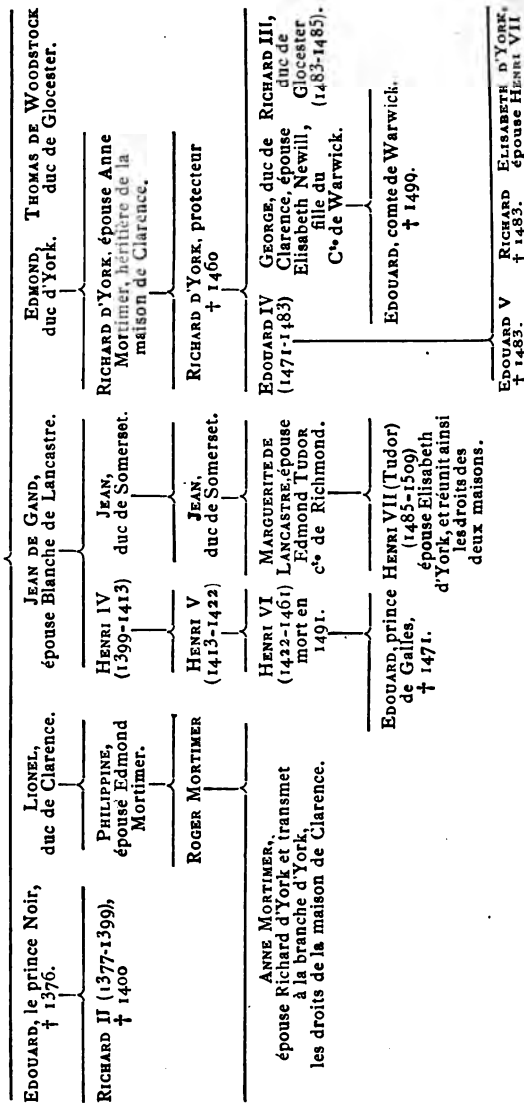 EDOUARD, le prince Noir,
† 1376.
LIONEL,
duc de Clarence.
JEAN DE GAND,
épouse Blanche de Lancastre.
EDMOND,
duc d'York.
THOMAS DE WOODSTOCK
duc de Glocester.
RICHARD II (1377-1399),
† 1400
PHILIPPINE,
épouse Edmond
Mortimer.
HENRI IV
(1399-1413)
JEAN,
duc de Somerset.
RICHARD D'YORK, épouse Anne
Mortimer, héritière de la
maison de Clarence.
ROGER MORTIMER
HENRI V
(1413-1422)
JEAN,
duc de Somerset.
RICHARD D'YORK, protecteur
† 1460
ANNE MORTIMER,
épouse Richard d'York et transmet
à la branche d'York,
les droits de la maison de Clarence.
HENRI VI
(1422-1461)
mort en
1491.
MARGUERITE DE
LANCASTRE, épouse
Edmond TUDOR
cte de Richmond.
EDOUARD IV
(1471-1483)
GEORGE, duc de
Clarence, épouse
Elisabeth Newill,
fille du
Cte de Warwick.
RICHARD III,
duc de
Glocester
(1483-1485).
EDOUARD, prince
de Galles,
† 1471.
HENRI VII (Tudor)
(1485-1509)
épouse Elisabeth
d'York, et réunit ainsi
les droits des
deux maisons.
EDOUARD, comte de Warwick.
† 1499.
EDOUARD V
† 1483.
RICHARD
† 1483.
ELISABETH D'YORK,
épouse HENRI VII